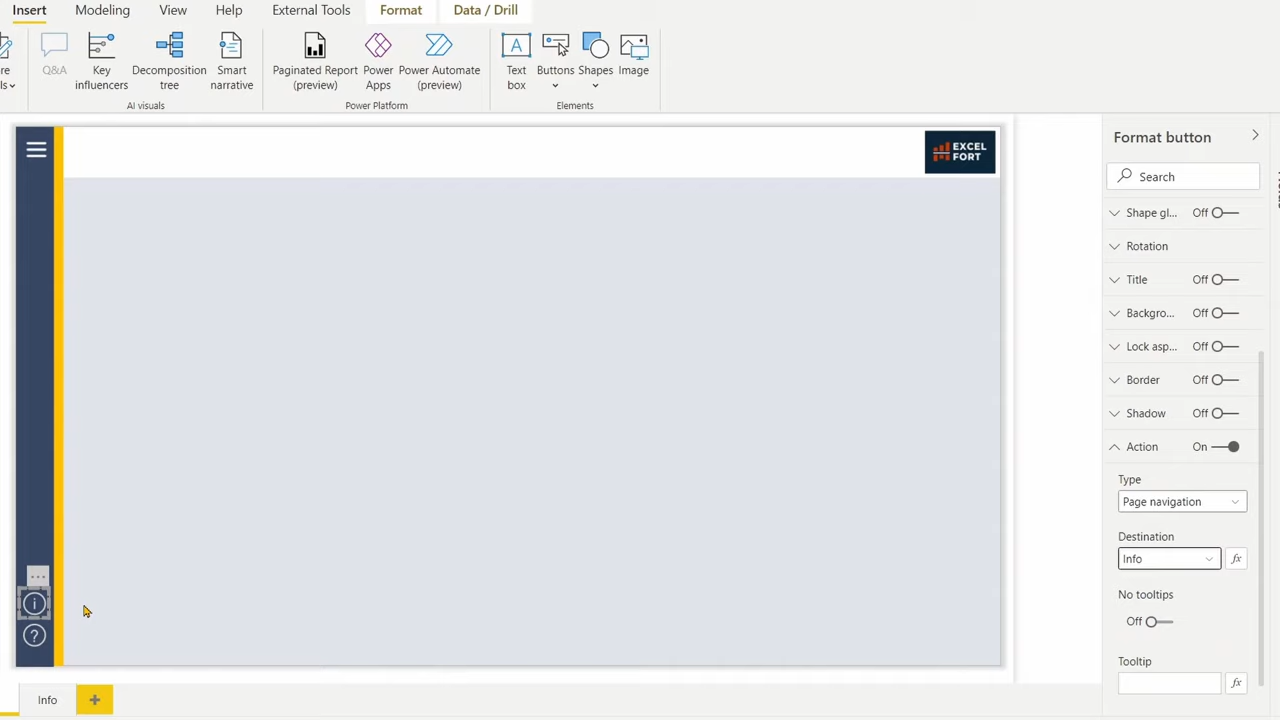 Insert
Modeling
View
Help
External Tools
Format
Data / Drill
Q&A
Key
influencers
Decomposition
tree
Smart
narrative
Paginated Report
(preview)
Power
Apps
Power Automate
(preview)
Text
box
Buttons
Shapes
Image
AI visuals
Power Platform
Elements
EXCEL
FORT
Format button
Search
Shape gl... Off
Rotation
Title Off
Backgro... Off
Lock asp... Off
Border Off
Shadow Off
Action On
Type
Page navigation
Destination
Info
fx
No tooltips
Off
Tooltip
fx
...
i
?
Info
+